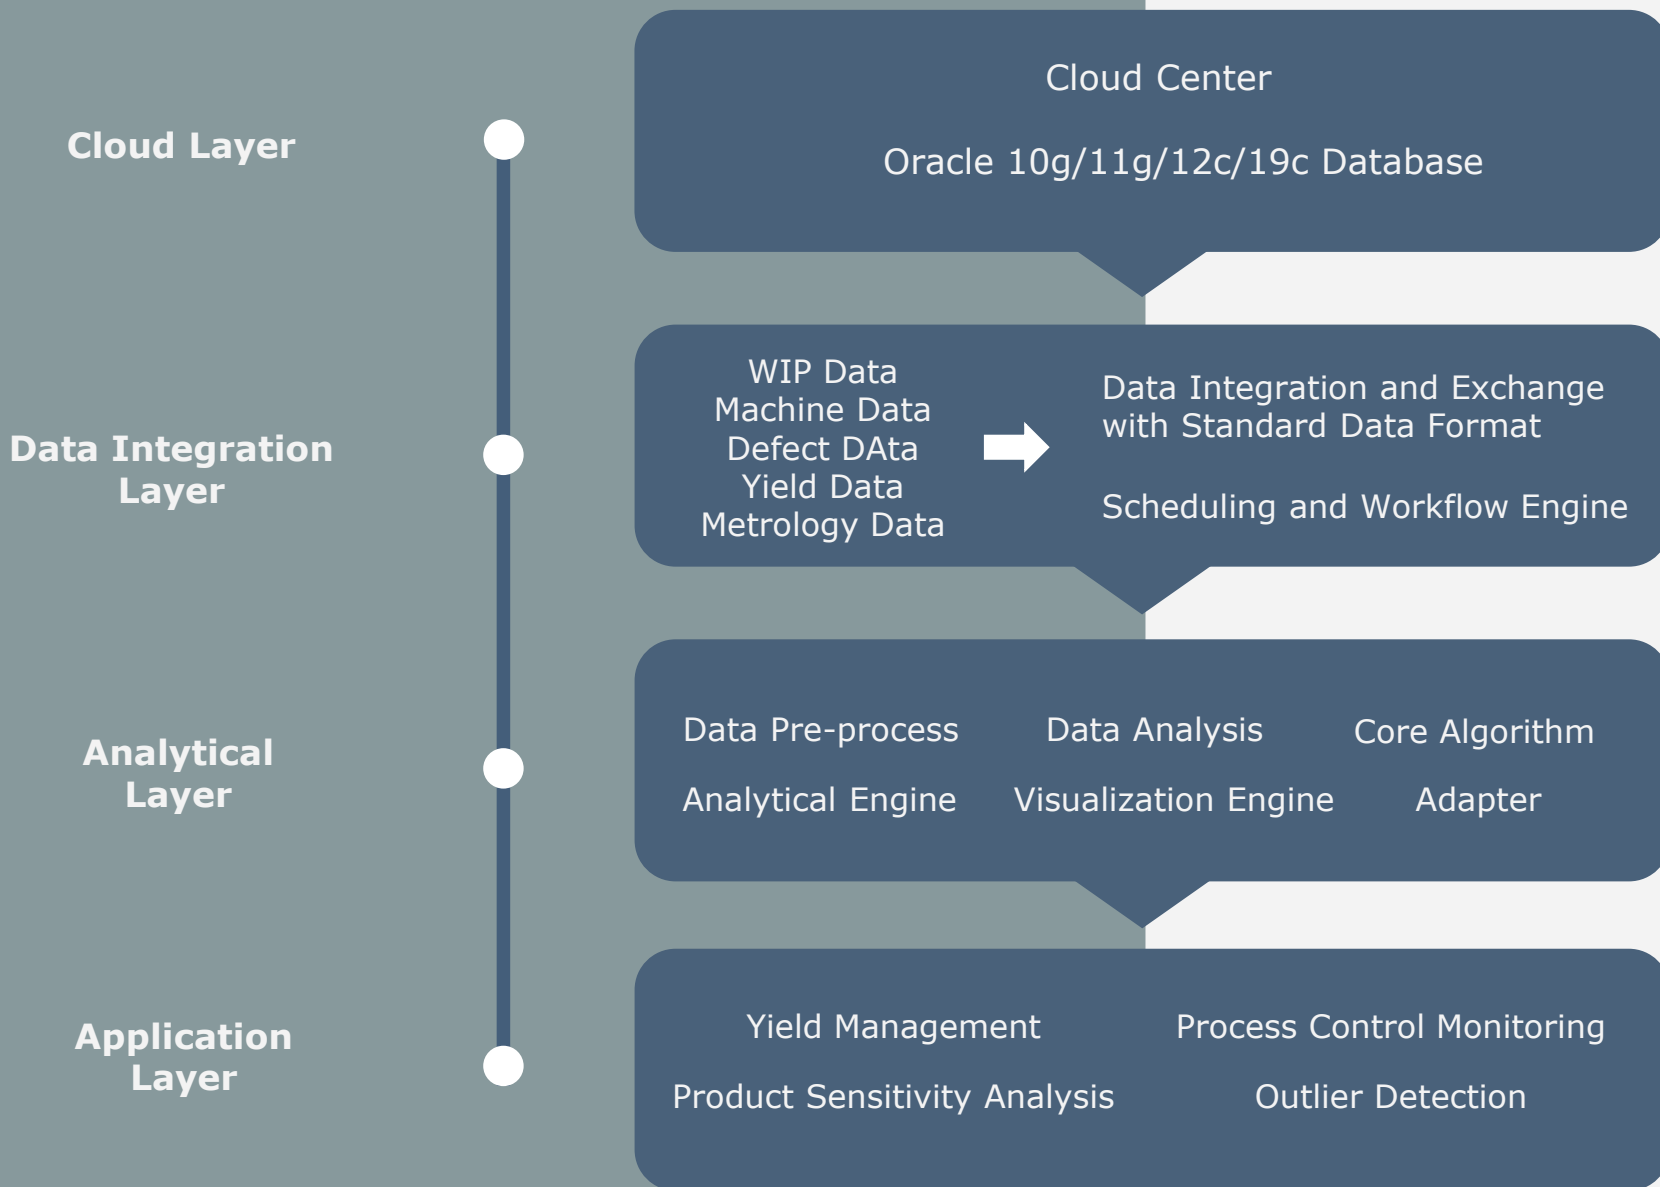 Cloud Layer
Cloud Center
Oracle 10g/11g/12c/19c Database
Data Integration
Layer
WIP Data
Machine Data
Defect DAta
Yield Data
Metrology Data
Data Integration and Exchange
with Standard Data Format
Scheduling and Workflow Engine
Analytical
Layer
Data Pre-process
Data Analysis
Core Algorithm
Analytical Engine
Visualization Engine
Adapter
Application
Layer
Yield Management
Process Control Monitoring
Product Sensitivity Analysis
Outlier Detection